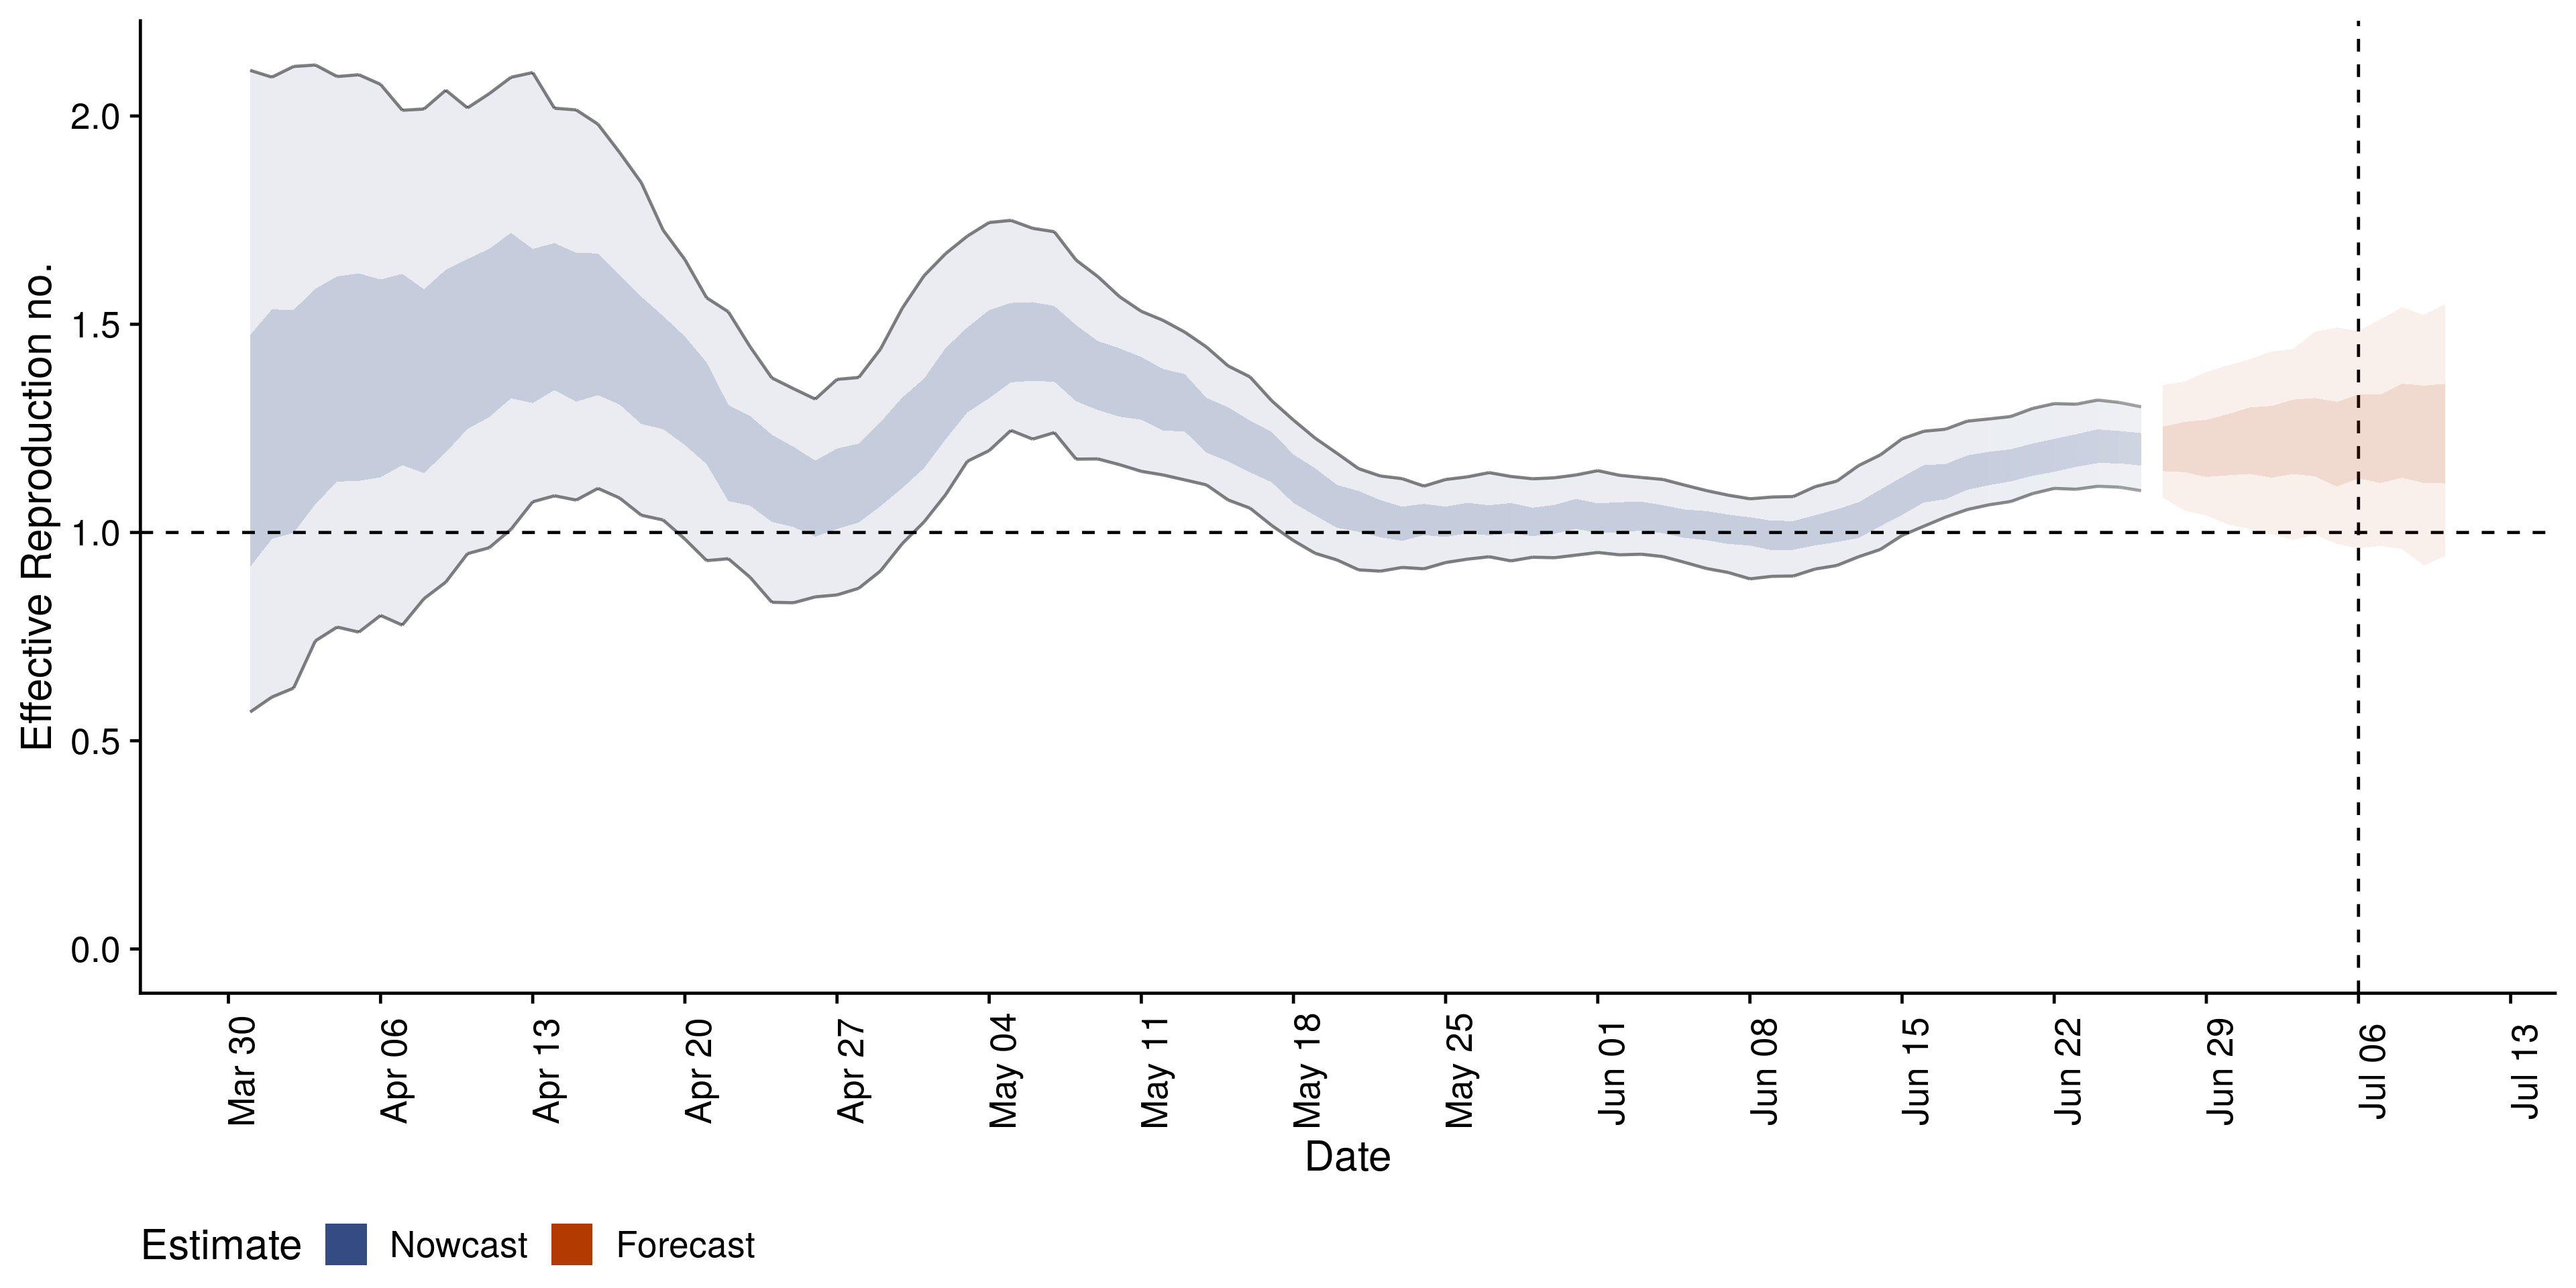 Effective Reproduction no.
2.0
1.5
1.0
0.5
0.0
Mar 30
Apr 06
Apr 13
Apr 20
Apr 27
May 04
May 11
May 18
May 25
Jun 01
Jun 08
Jun 15
Jun 22
Jun 29
Jul 06
Jul 13
Date
Estimate Nowcast Forecast